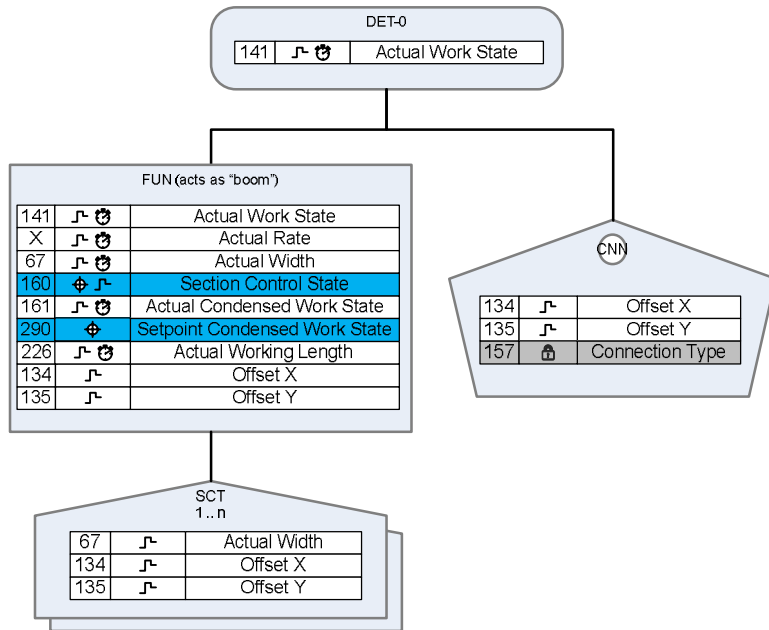 DET-0
141 Actual Work State
FUN (acts as "boom")
141 Actual Work State
X Actual Rate
67 Actual Width
160 Section Control State
161 Actual Condensed Work State
290 Setpoint Condensed Work State
226 Actual Working Length
134 Offset X
135 Offset Y
CNN
134 Offset X
135 Offset Y
157 Connection Type
SCT
1..n
67 Actual Width
134 Offset X
135 Offset Y